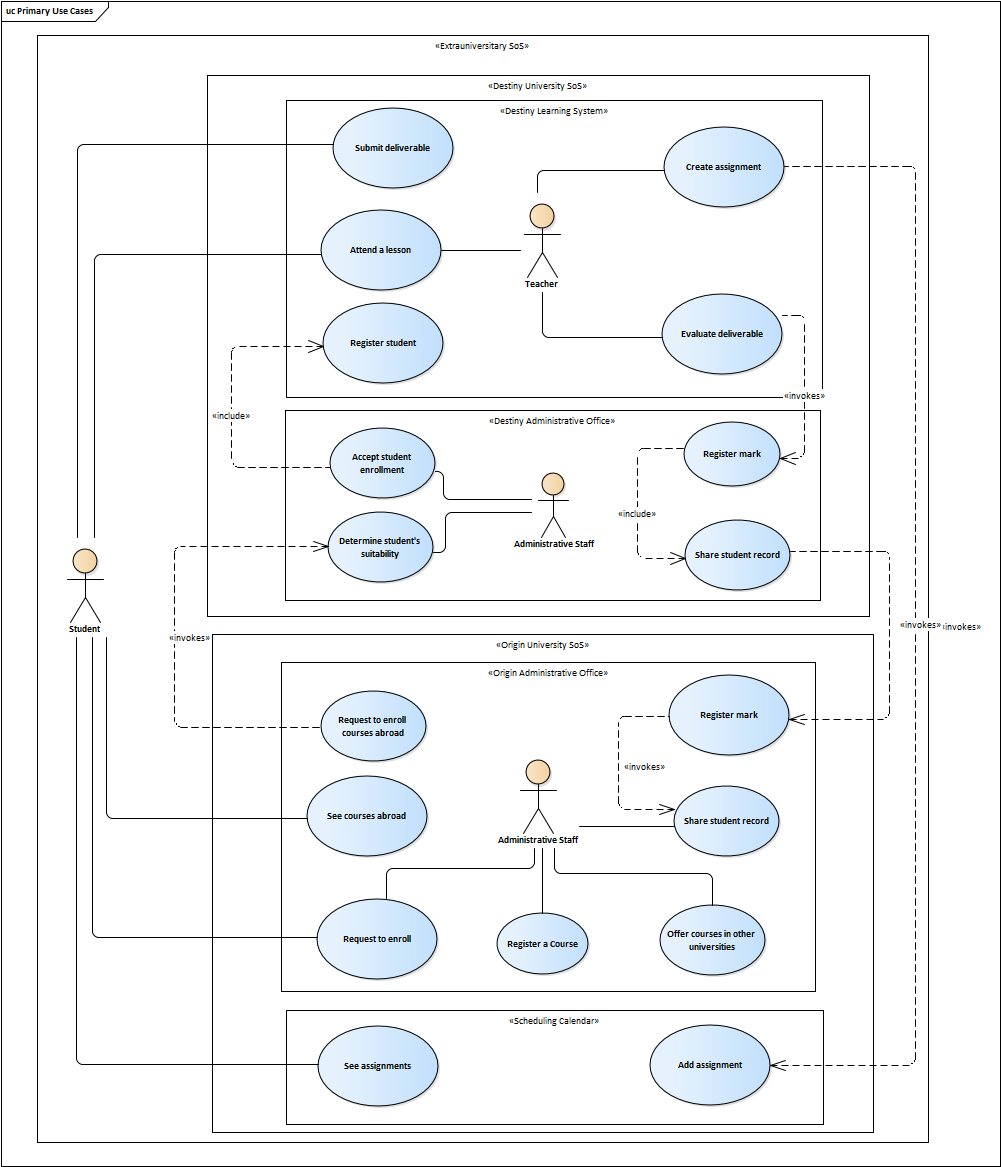 uc Primary Use Cases
«Extrauniversitary SoS»
«Destiny University SoS»
«Destiny Learning System»
Submit deliverable
Create assignment
Attend a lesson
Teacher
Register student
Evaluate deliverable
«invokes»
«include»
«Destiny Administrative Office»
Accept student
enrollment
Register mark
«include»
Determine student's
suitability
Administrative Staff
Share student record
Student
«invokes»
«invokes»
«invokes»
«Origin University SoS»
«Origin Administrative Office»
Request to enroll
courses abroad
Register mark
«invokes»
See courses abroad
Administrative Staff
Share student record
Request to enroll
Register a Course
Offer courses in other
universities
«Scheduling Calendar»
See assignments
Add assignment